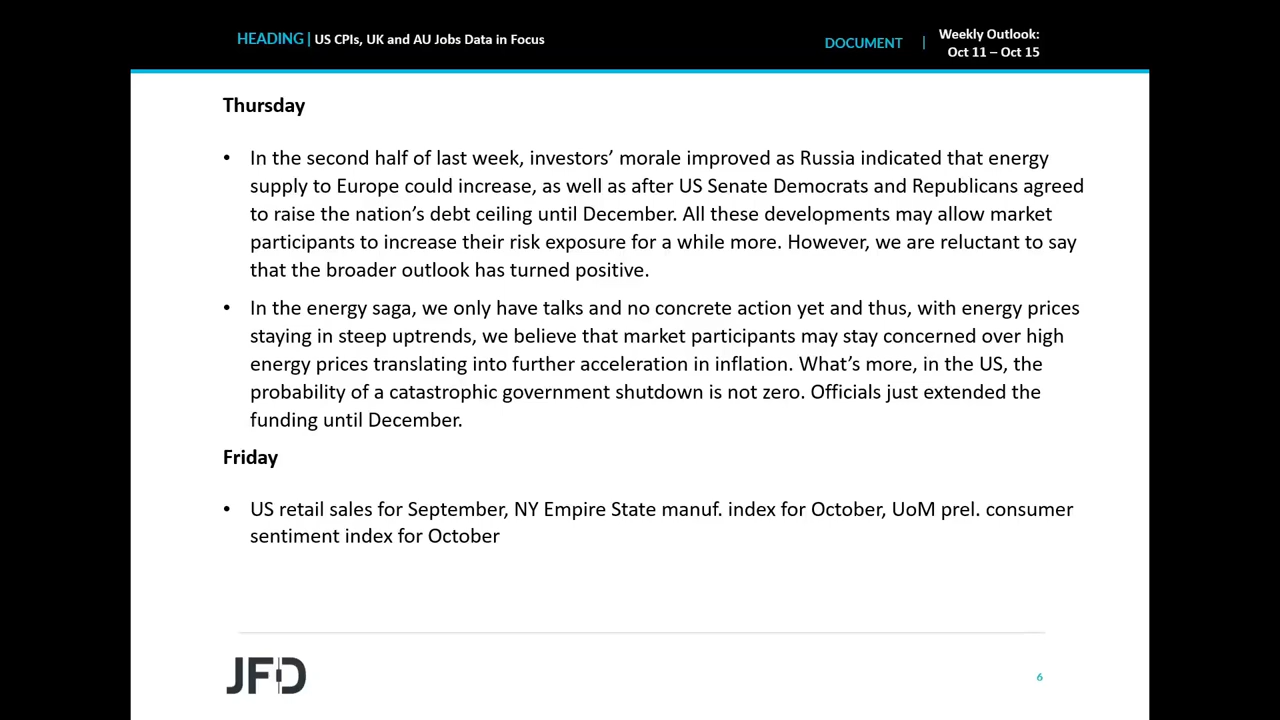 HEADING | US CPIs, UK and AU Jobs Data in Focus
DOCUMENT | Weekly Outlook:
Oct 11 – Oct 15
Thursday
• In the second half of last week, investors’ morale improved as Russia indicated that energy
supply to Europe could increase, as well as after US Senate Democrats and Republicans agreed
to raise the nation’s debt ceiling until December. All these developments may allow market
participants to increase their risk exposure for a while more. However, we are reluctant to say
that the broader outlook has turned positive.
• In the energy saga, we only have talks and no concrete action yet and thus, with energy prices
staying in steep uptrends, we believe that market participants may stay concerned over high
energy prices translating into further acceleration in inflation. What’s more, in the US, the
probability of a catastrophic government shutdown is not zero. Officials just extended the
funding until December.
Friday
• US retail sales for September, NY Empire State manuf. index for October, UoM prel. consumer
sentiment index for October
JFD
6